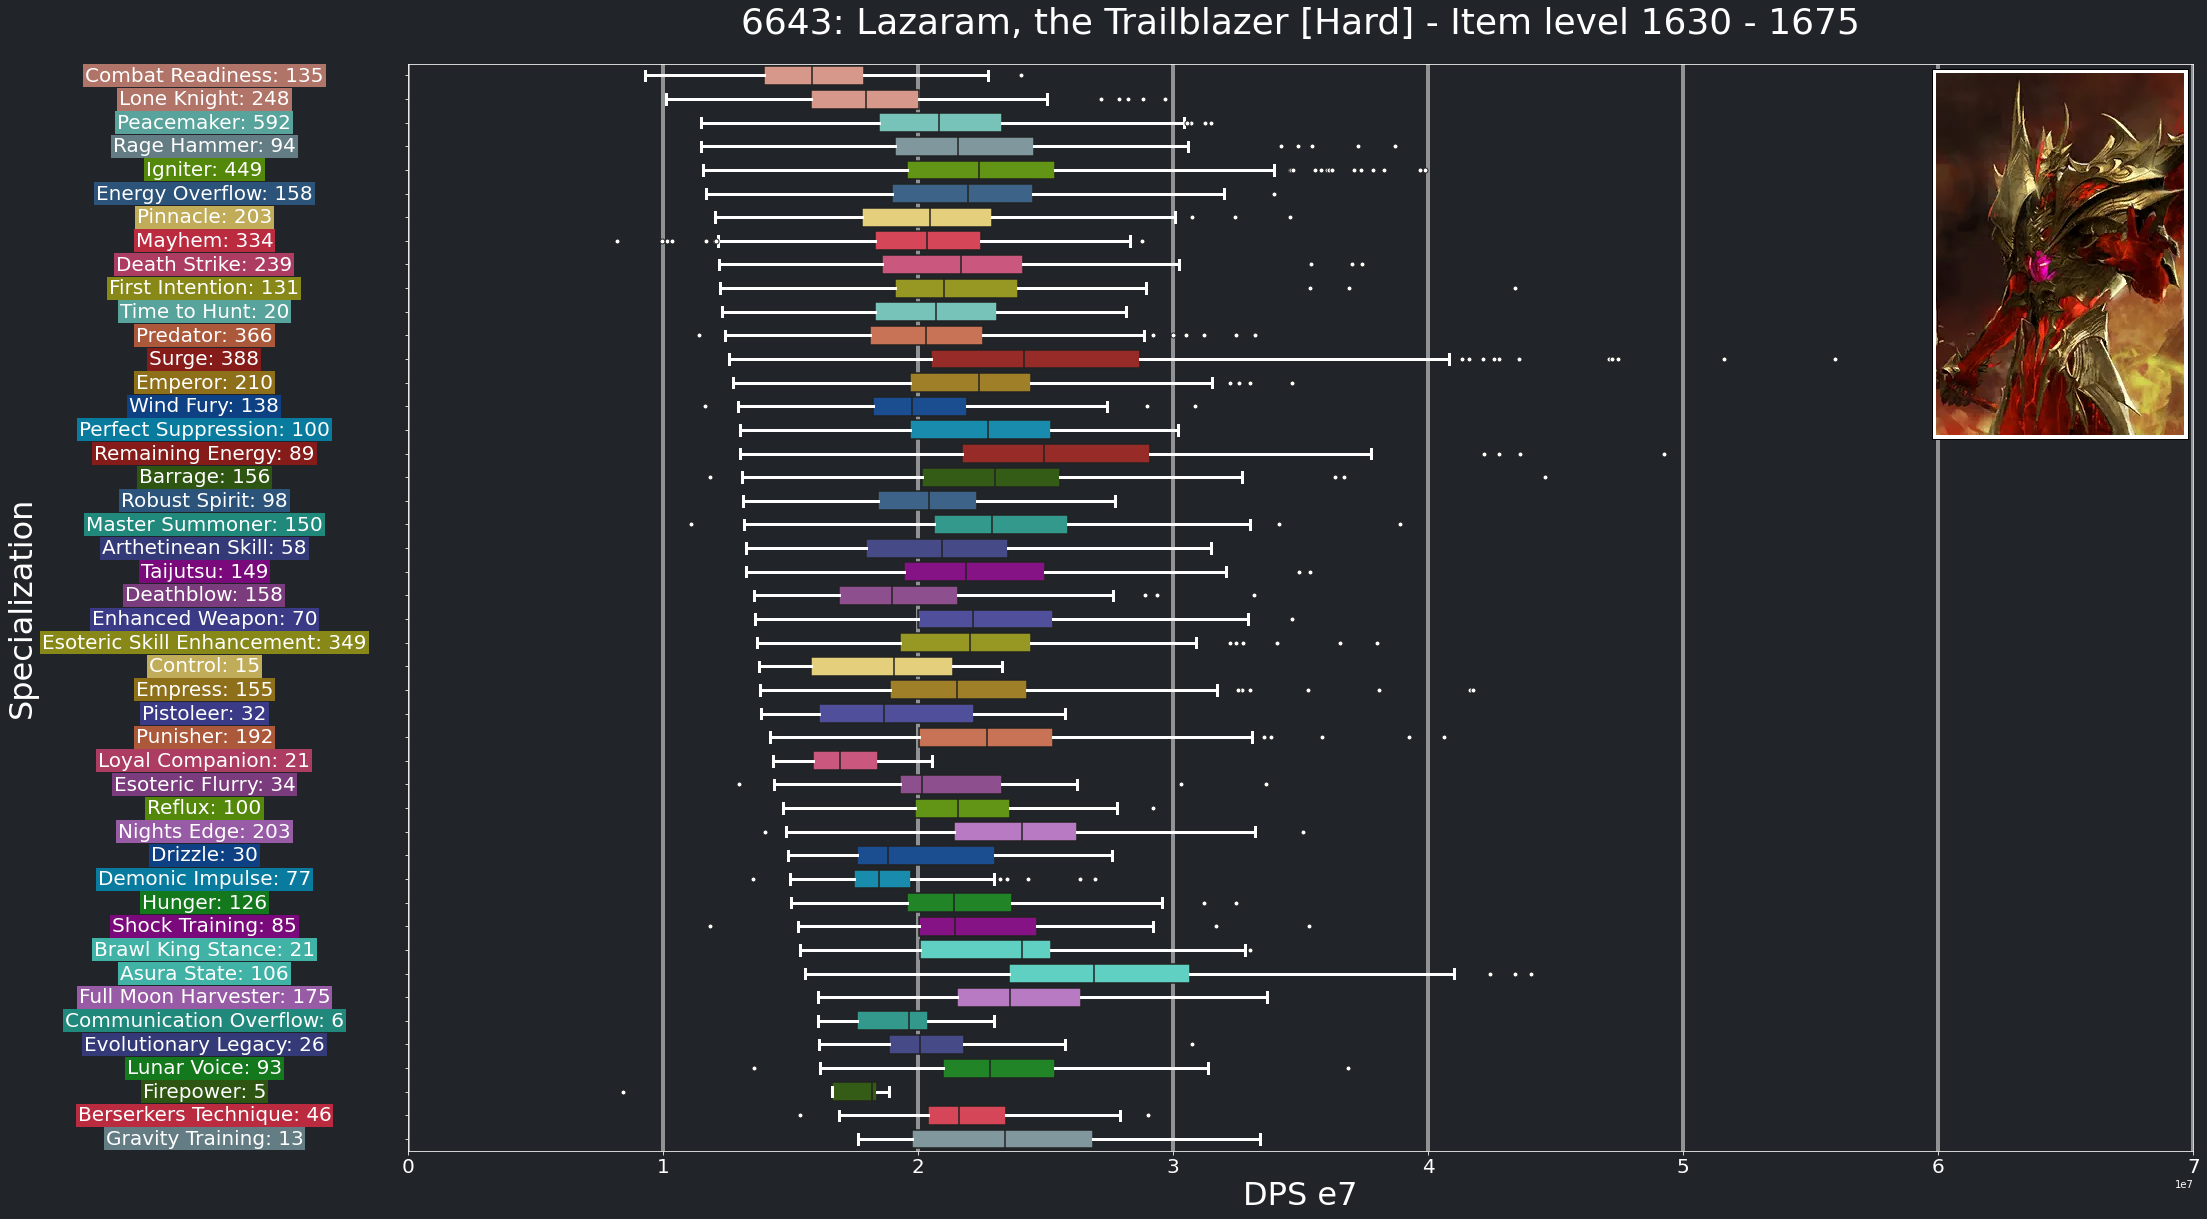 6643: Lazaram, the Trailblazer [Hard] - Item level 1630 - 1675
Specialization
Combat Readiness: 135
Lone Knight: 248
Peacemaker: 592
Rage Hammer: 94
Igniter: 449
Energy Overflow: 158
Pinnacle: 203
Mayhem: 334
Death Strike: 239
First Intention: 131
Time to Hunt: 20
Predator: 366
Surge: 388
Emperor: 210
Wind Fury: 138
Perfect Suppression: 100
Remaining Energy: 89
Barrage: 156
Robust Spirit: 98
Master Summoner: 150
Arthetinean Skill: 58
Taijutsu: 149
Deathblow: 158
Enhanced Weapon: 70
Esoteric Skill Enhancement: 349
Control: 15
Empress: 155
Pistoleer: 32
Punisher: 192
Loyal Companion: 21
Esoteric Flurry: 34
Reflux: 100
Nights Edge: 203
Drizzle: 30
Demonic Impulse: 77
Hunger: 126
Shock Training: 85
Brawl King Stance: 21
Asura State: 106
Full Moon Harvester: 175
Communication Overflow: 6
Evolutionary Legacy: 26
Lunar Voice: 93
Firepower: 5
Berserkers Technique: 46
Gravity Training: 13
0 1 2 3 4 5 6 7
1e7
DPS e7